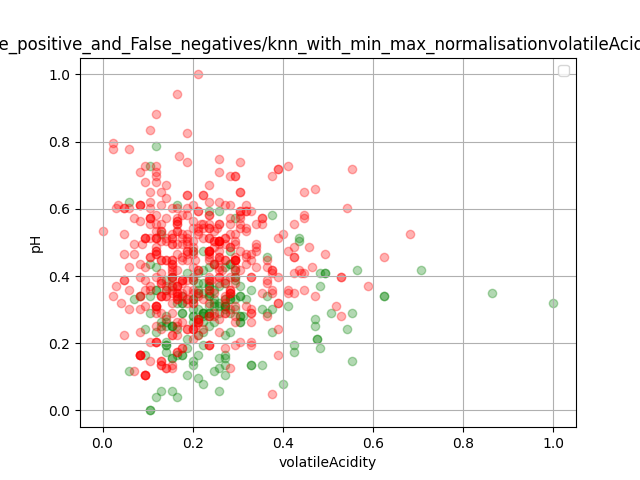 e_positive_and_False_negatives/knn_with_min_max_normalisationvolatileAcid
1.0
0.8
0.6
0.4
0.2
0.0
pH
0.0 0.2 0.4 0.6 0.8 1.0
volatileAcidity